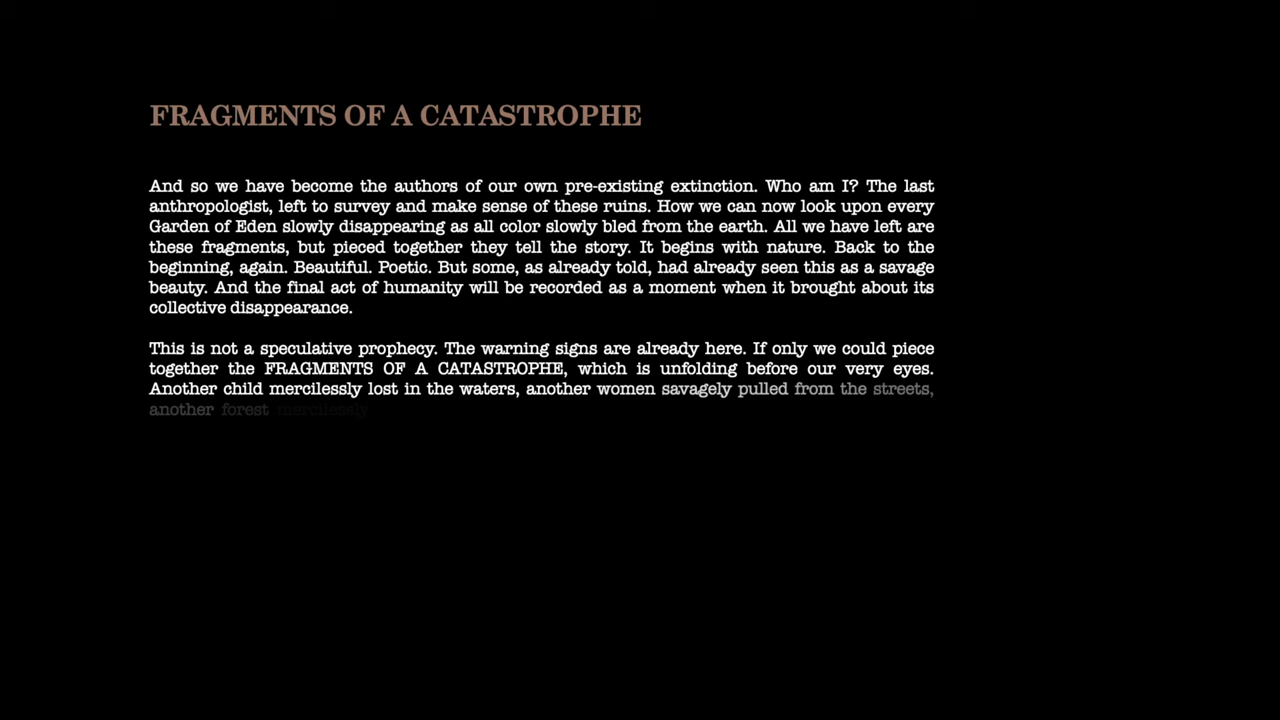 FRAGMENTS OF A CATASTROPHE
And so we have become the authors of our own pre-existing extinction. Who am I? The last
anthropologist, left to survey and make sense of these ruins. How we can now look upon every
Garden of Eden slowly disappearing as all color slowly bled from the earth. All we have left are
these fragments, but pieced together they tell the story. It begins with nature. Back to the
beginning, again. Beautiful. Poetic. But some, as already told, had already seen this as a savage
beauty. And the final act of humanity will be recorded as a moment when it brought about its
collective disappearance.
This is not a speculative prophecy. The warning signs are already here. If only we could piece
together the FRAGMENTS OF A CATASTROPHE, which is unfolding before our very eyes.
Another child mercilessly lost in the waters, another women savagely pulled from the streets,
another forest mercilessly